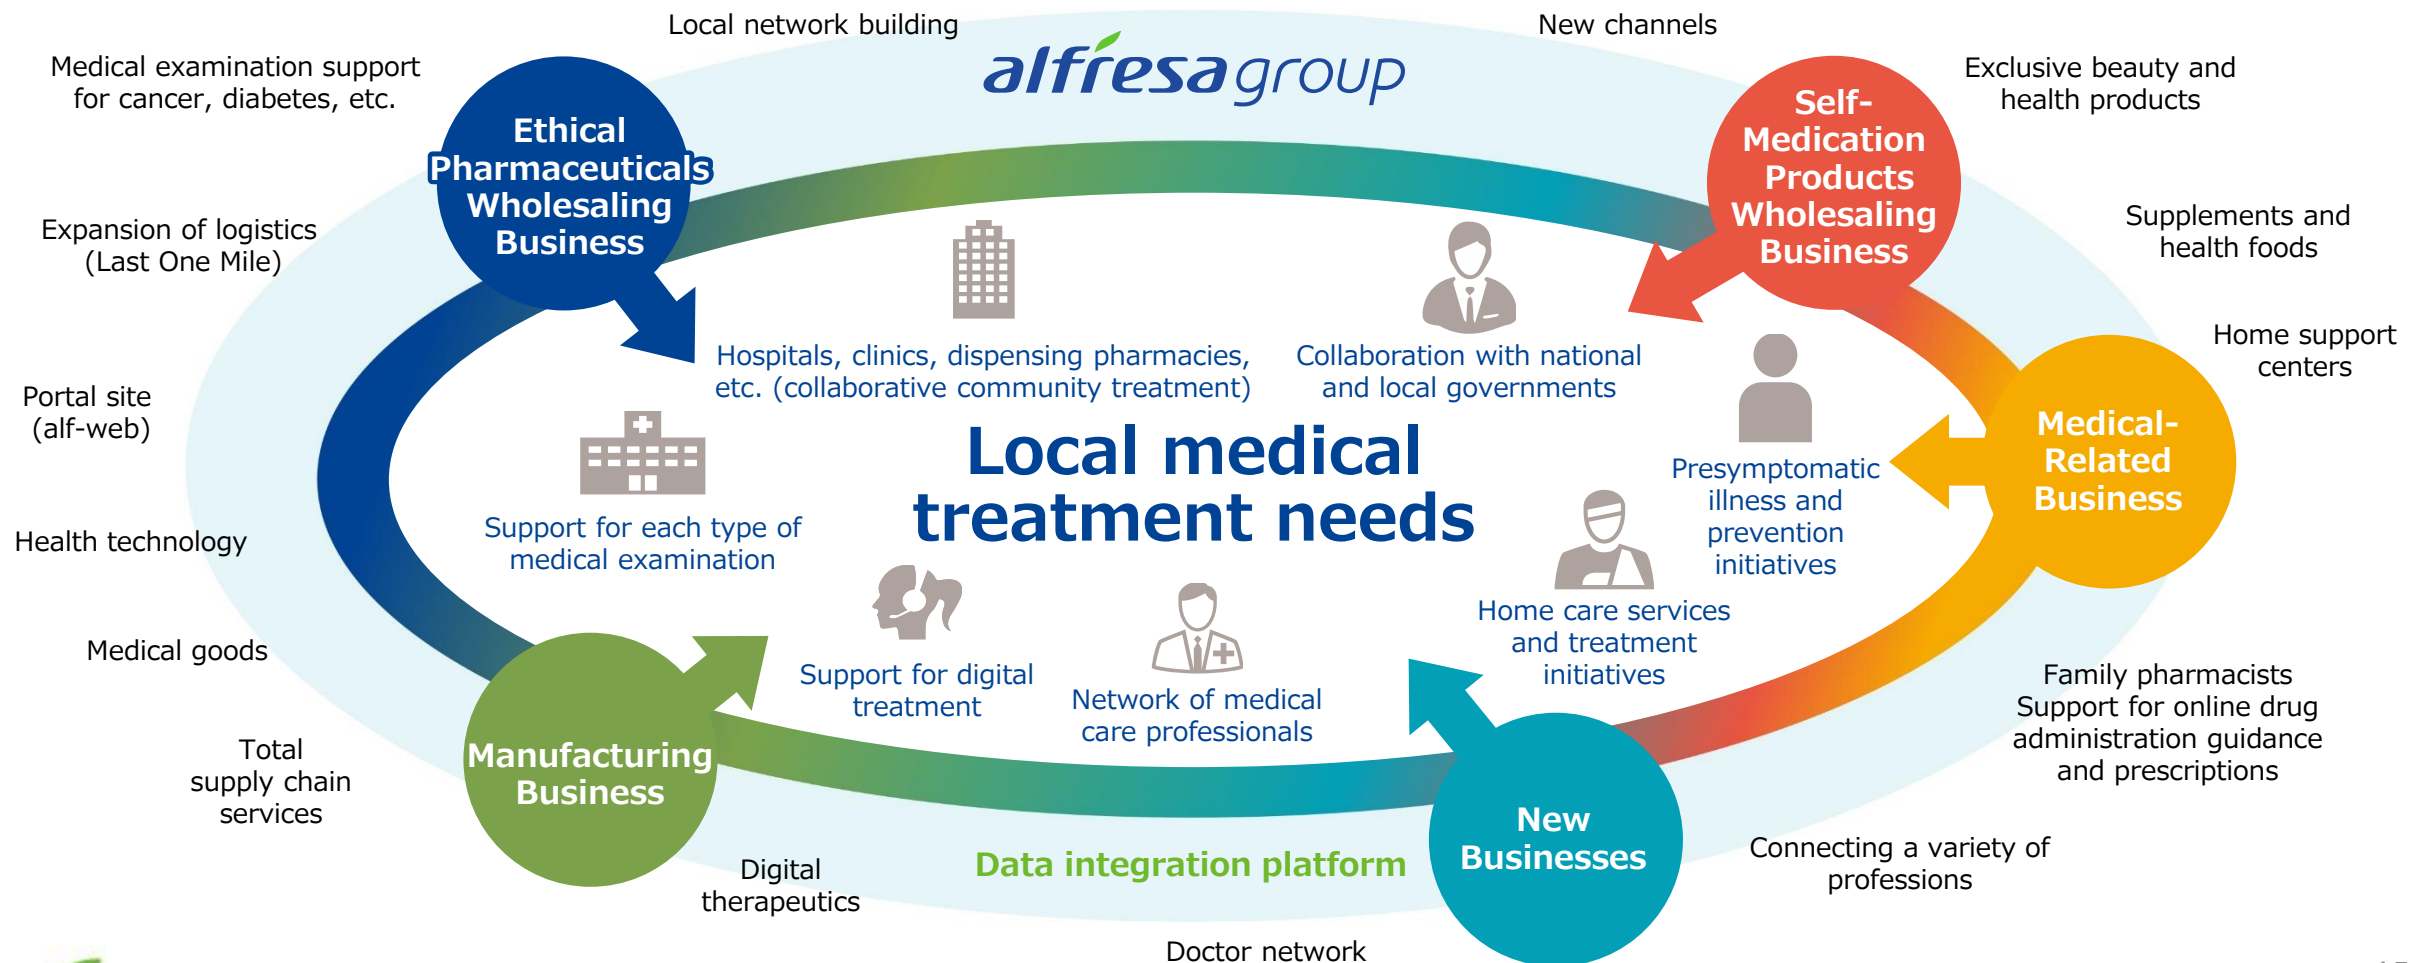 Local network building
New channels
alfresa group
Medical examination support
for cancer, diabetes, etc.
Exclusive beauty and
health products
Ethical
Pharmaceuticals
Wholesaling
Business
Self-
Medication
Products
Wholesaling
Business
Expansion of logistics
(Last One Mile)
Supplements and
health foods
Hospitals, clinics, dispensing pharmacies,
etc. (collaborative community treatment)
Collaboration with national
and local governments
Home support
centers
Portal site
(alf-web)
Local medical
treatment needs
Medical-
Related
Business
Presymptomatic
illness and
prevention
initiatives
Support for each type of
medical examination
Health technology
Home care services
and treatment
initiatives
Medical goods
Support for digital
treatment
Network of medical
care professionals
Family pharmacists
Support for online drug
administration guidance
and prescriptions
Total
supply chain
services
Manufacturing
Business
New
Businesses
Data integration platform
Connecting a variety of
professions
Digital
therapeutics
Doctor network